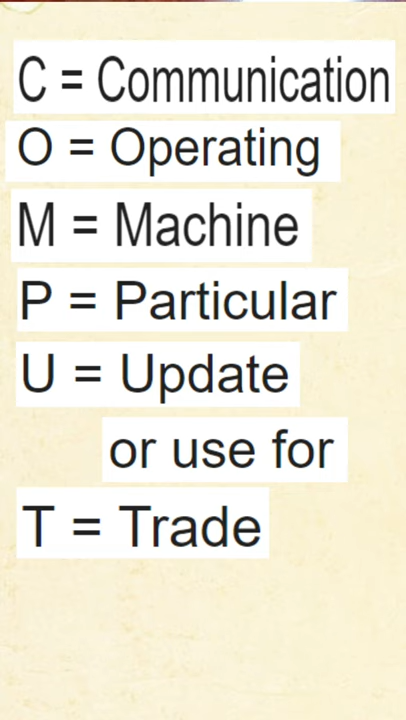 C = Communication
O = Operating
M = Machine
P = Particular
U = Update
or use for
T = Trade